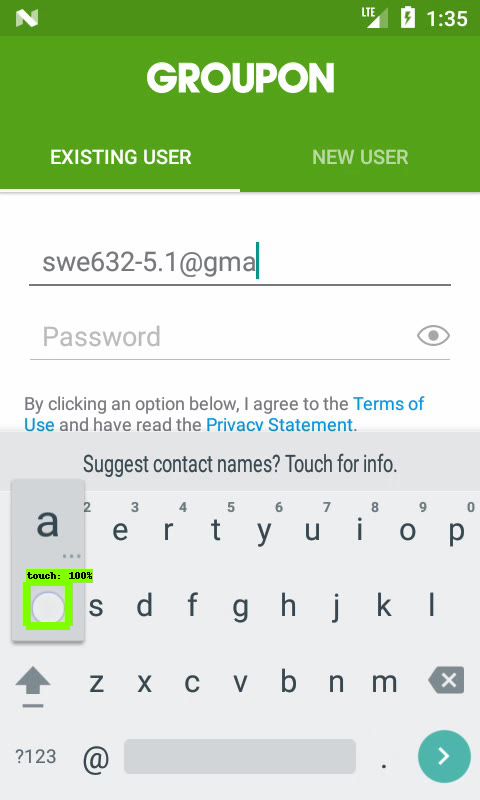 LTE 1:35
GROUPON
EXISTING USER NEW USER
swe632-5.1@gma
Password
By clicking an option below, I agree to the Terms of
Use and have read the Privacy Statement.
Suggest contact names? Touch for info.
a 2 3 4 5 6 7 8 9 0
e r t y u i o p
touch: 100%
s d f g h j k l
z x c v b n m
?123 @ .